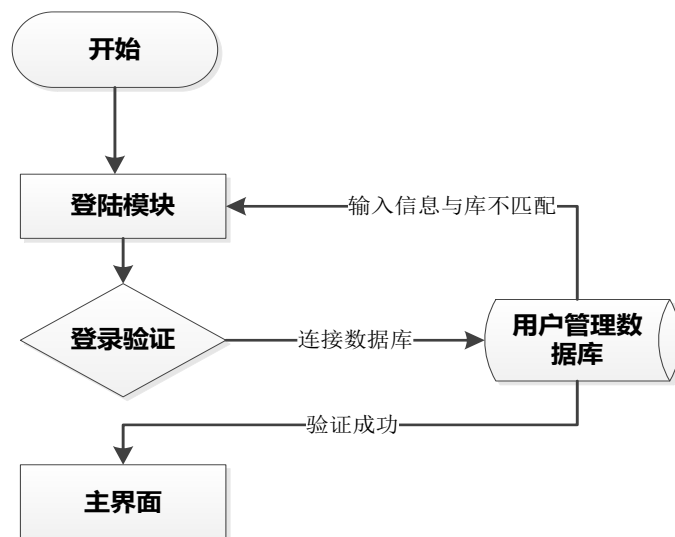 开始
登陆模块
输入信息与库不匹配
登录验证
连接数据库
用户管理数
据库
验证成功
主界面